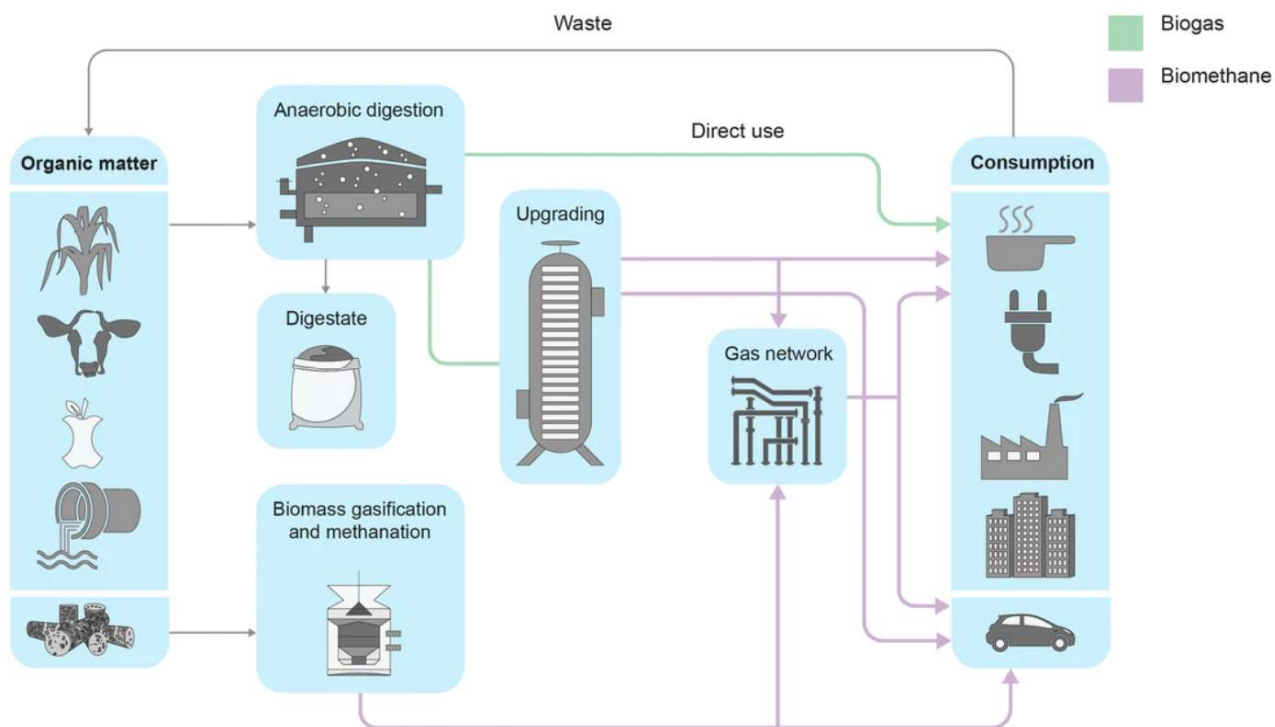 Waste
Biogas
Biomethane
Anaerobic digestion
Direct use
Organic matter
Consumption
Upgrading
Digestate
Gas network
Biomass gasification
and methanation